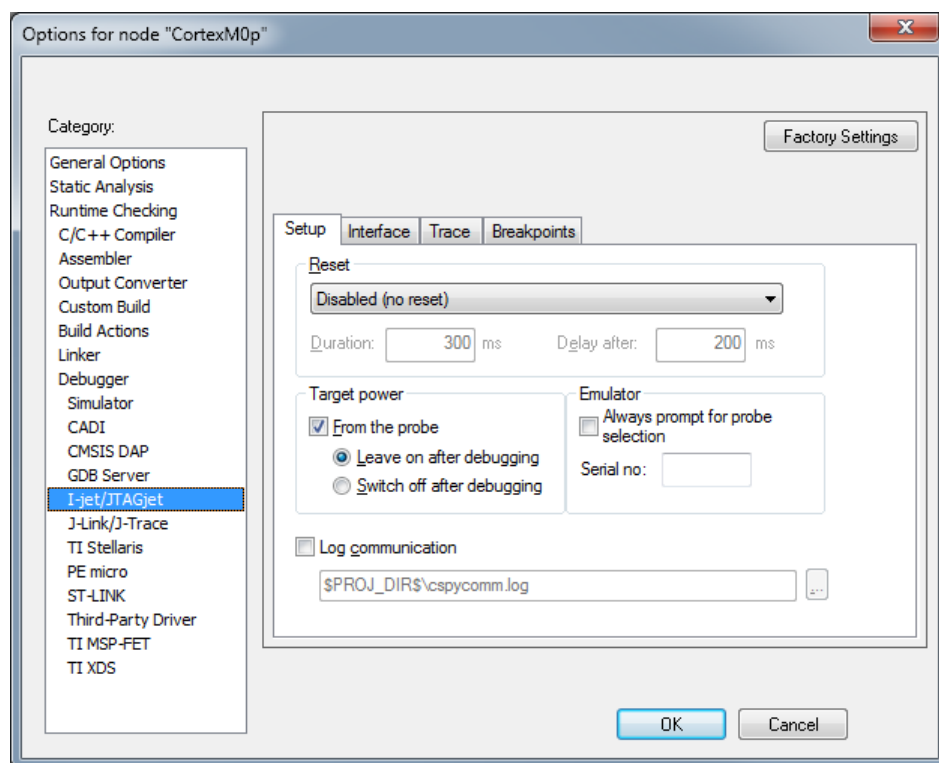 Options for node "CortexM0p"
Category:
General Options
Static Analysis
Runtime Checking
C/C++ Compiler
Assembler
Output Converter
Custom Build
Build Actions
Linker
Debugger
Simulator
CADI
CMSIS DAP
GDB Server
I-jet/JTAGjet
J-Link/J-Trace
TI Stellaris
PE micro
ST-LINK
Third-Party Driver
TI MSP-FET
TI XDS
Factory Settings
Setup Interface Trace Breakpoints
Reset
Disabled (no reset)
Duration: 300 ms Delay after: 200 ms
Target power
From the probe
Leave on after debugging
Switch off after debugging
Emulator
Always prompt for probe
selection
Serial no:
Log communication
$PROJ_DIR$\cspycomm.log
...
OK Cancel